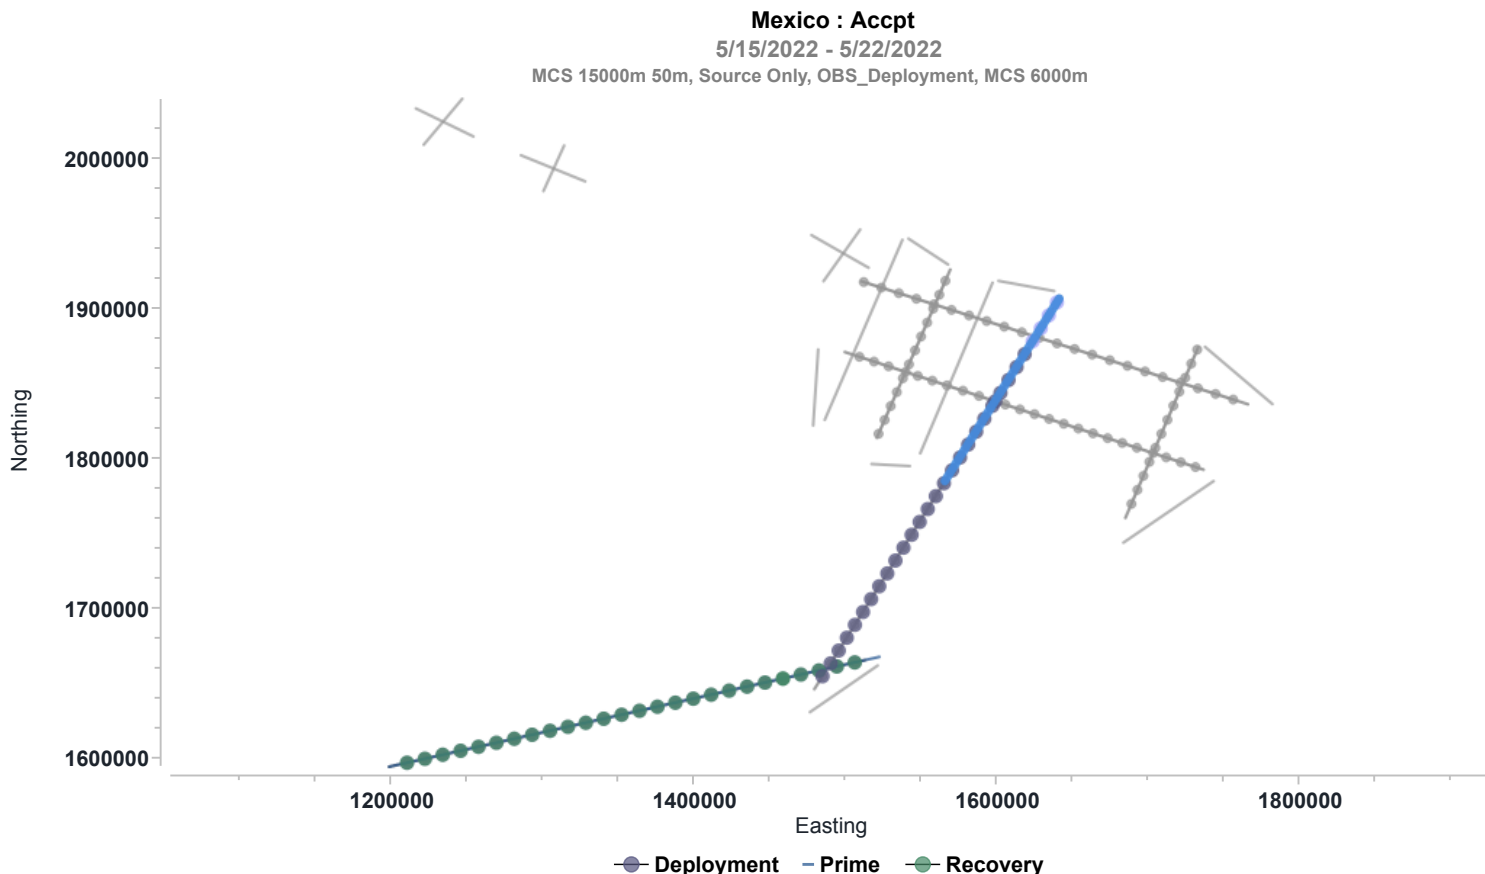 Mexico : Accpt
5/15/2022 - 5/22/2022
MCS 15000m 50m, Source Only, OBS_Deployment, MCS 6000m
2000000
1900000
1800000
1700000
1600000
Northing
1200000 1400000 1600000 1800000
Easting
Deployment Prime Recovery